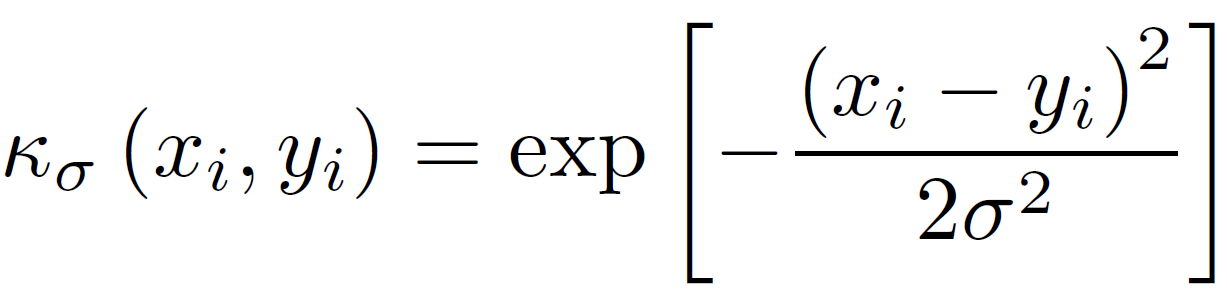 κ_σ (x_i, y_i) = exp [ − (x_i − y_i)^2 / 2σ^2 ]